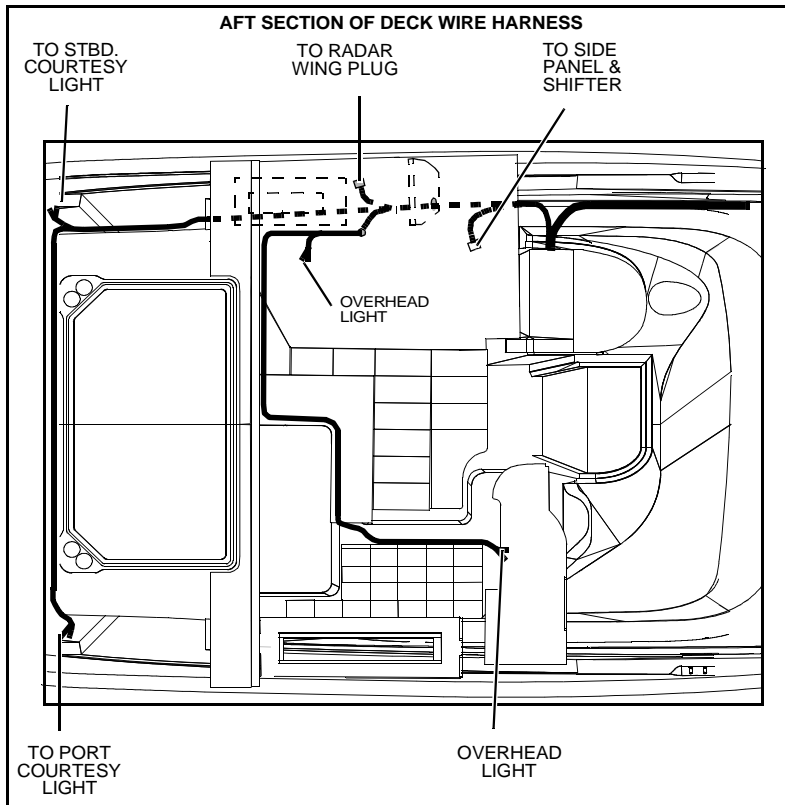 AFT SECTION OF DECK WIRE HARNESS
TO STBD.
COURTESY
LIGHT
TO RADAR
WING PLUG
TO SIDE
PANEL &
SHIFTER
OVERHEAD
LIGHT
TO PORT
COURTESY
LIGHT
OVERHEAD
LIGHT